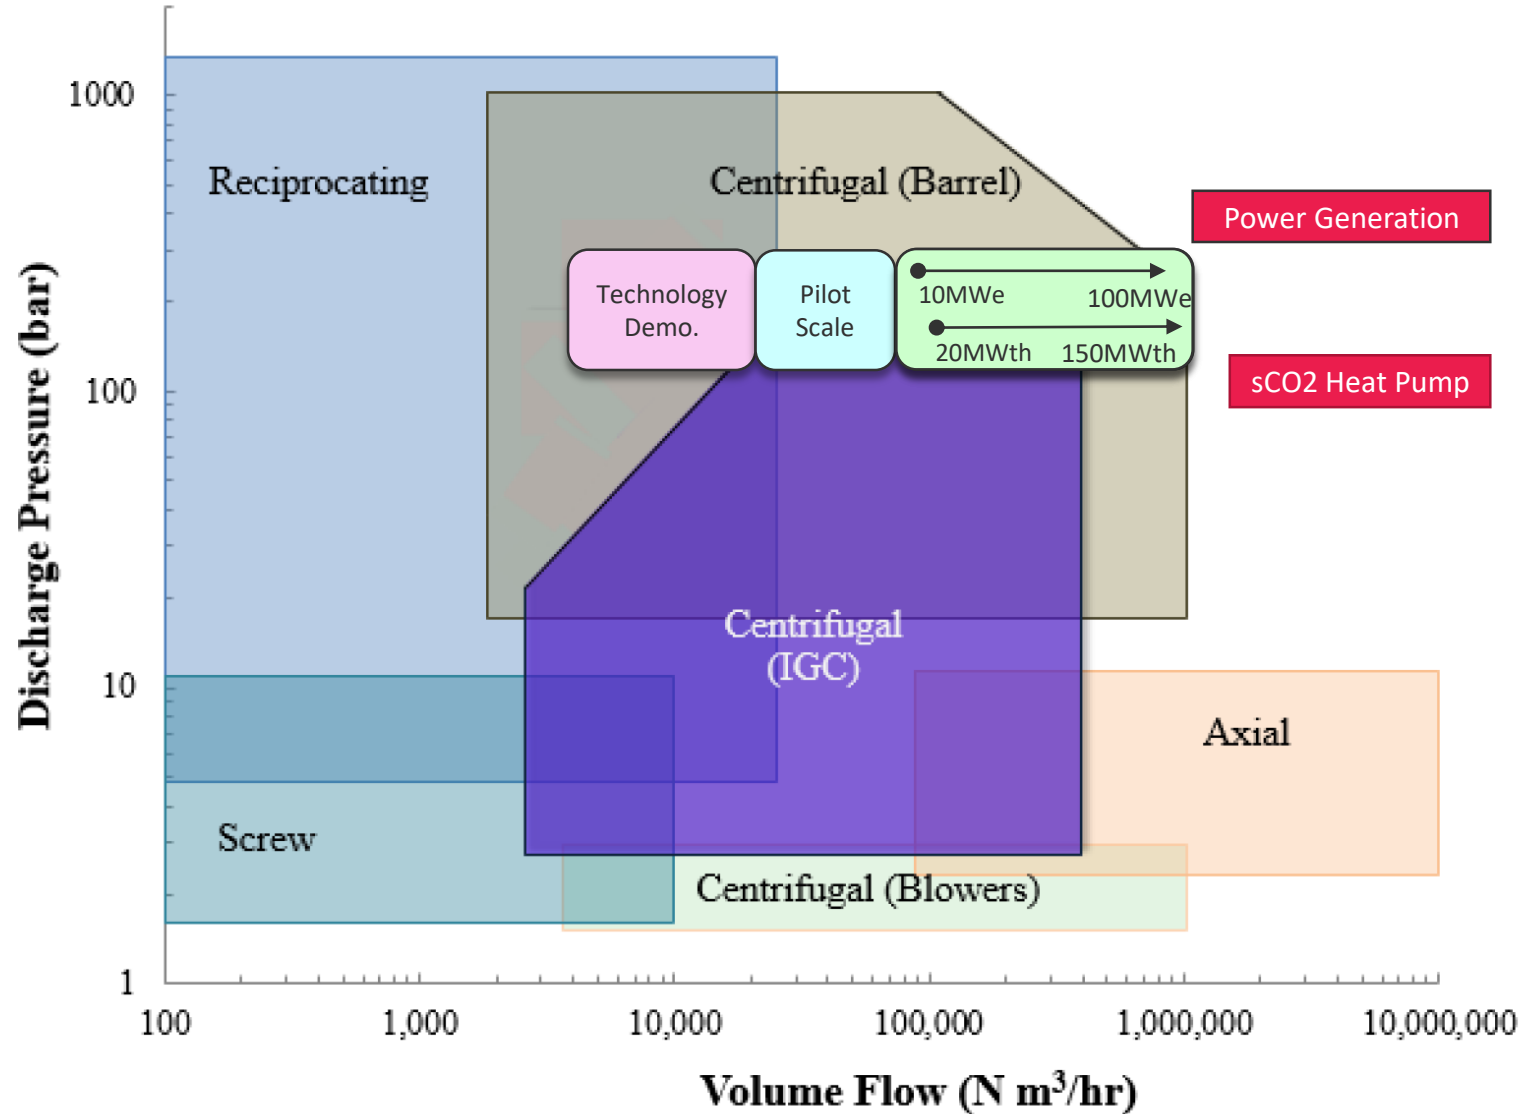 1000
Reciprocating
Centrifugal (Barrel)
Power Generation
Technology
Demo.
Pilot
Scale
10MWe
100MWe
20MWth
150MWth
sCO2 Heat Pump
100
Discharge Pressure (bar)
Centrifugal
(IGC)
10
Axial
Screw
Centrifugal (Blowers)
1
100
1,000
10,000
100,000
1,000,000
10,000,000
Volume Flow (N m³/hr)